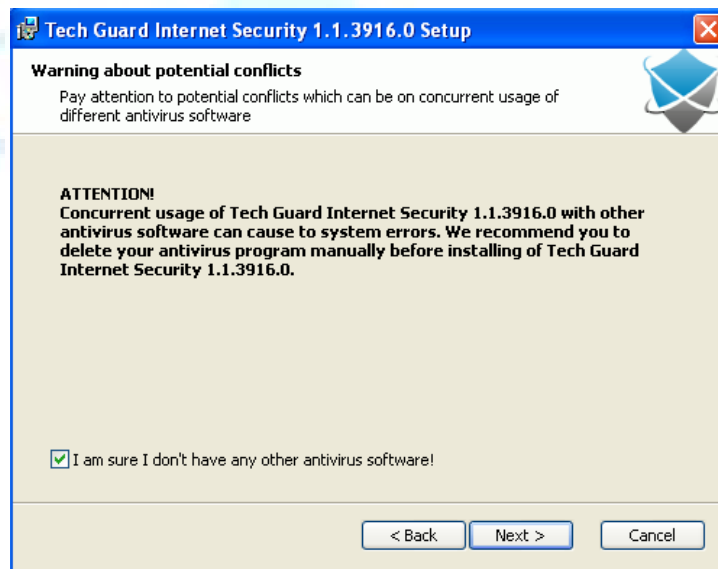 Tech Guard Internet Security 1.1.3916.0 Setup
Warning about potential conflicts
Pay attention to potential conflicts which can be on concurrent usage of
different antivirus software
ATTENTION!
Concurrent usage of Tech Guard Internet Security 1.1.3916.0 with other
antivirus software can cause to system errors. We recommend you to
delete your antivirus program manually before installing of Tech Guard
Internet Security 1.1.3916.0.
I am sure I don't have any other antivirus software!
< Back Next > Cancel